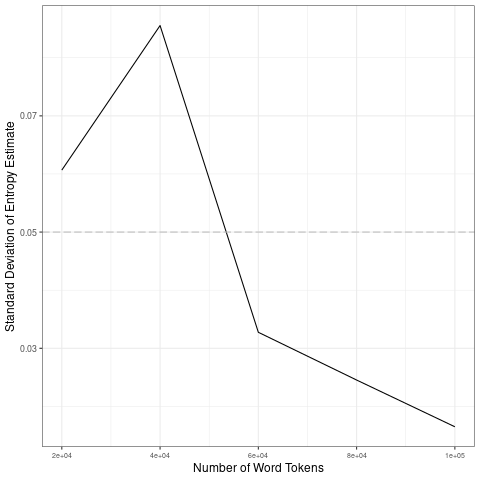 Standard Deviation of Entropy Estimate
0.07
0.05
0.03
2e+04 4e+04 6e+04 8e+04 1e+05
Number of Word Tokens